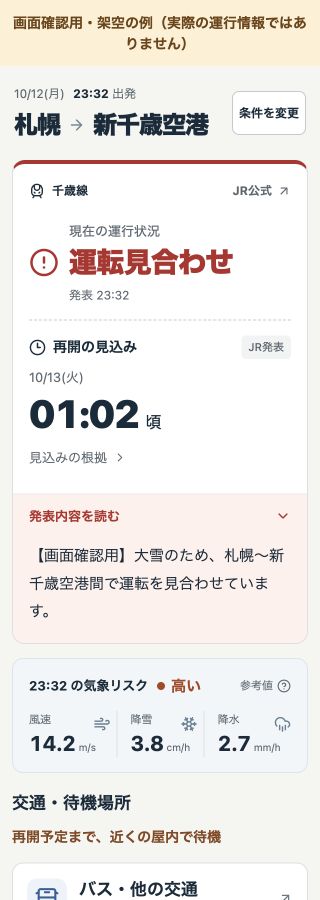 画面確認用・架空の例（実際の運行情報ではあ
りません）
10/12(月) 23:32 出発
札幌 → 新千歳空港
条件を変更
千歳線
JR公式 ↗
現在の運行状況
運転見合わせ
発表 23:32
再開の見込み
JR発表
10/13(火)
01:02 頃
見込みの根拠 >
発表内容を読む
【画面確認用】大雪のため、札幌〜新
千歳空港間で運転を見合わせていま
す。
23:32 の気象リスク ● 高い
参考値 ?
風速
14.2 m/s
降雪
3.8 cm/h
降水
2.7 mm/h
交通・待機場所
再開予定まで、近くの屋内で待機
バス・他の交通